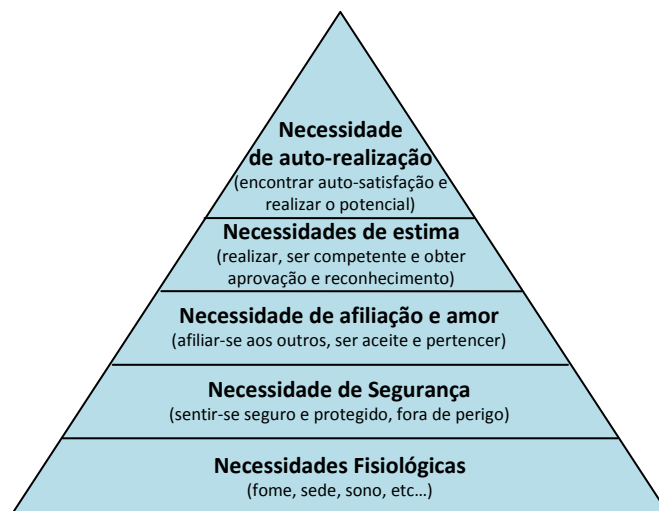 Necessidade
de auto-realização
(encontrar auto-satisfação e
realizar o potencial)
Necessidades de estima
(realizar, ser competente e obter
aprovação e reconhecimento)
Necessidade de afiliação e amor
(afiliar-se aos outros, ser aceite e pertencer)
Necessidade de Segurança
(sentir-se seguro e protegido, fora de perigo)
Necessidades Fisiológicas
(fome, sede, sono, etc...)